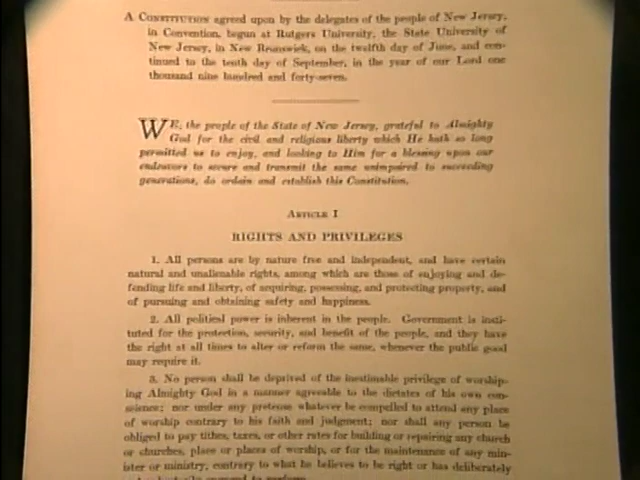 A CONSTITUTION agreed upon by the delegates of the people of New Jersey,
in Convention, begun at Rutgers University, the State University of
New Jersey, in New Brunswick, on the twelfth day of June, and con-
tinued to the tenth day of September, in the year of our Lord one
thousand nine hundred and forty-seven.
WE, the people of the State of New Jersey, grateful to Almighty
God for the civil and religious liberty which He hath so long
permitted us to enjoy, and looking to Him for a blessing upon our
endeavors to secure and transmit the same unimpaired to succeeding
generations, do ordain and establish this Constitution.
ARTICLE I
RIGHTS AND PRIVILEGES
1. All persons are by nature free and independent, and have certain
natural and unalienable rights, among which are those of enjoying and de-
fending life and liberty, of acquiring, possessing, and protecting property, and
of pursuing and obtaining safety and happiness.
2. All political power is inherent in the people. Government is insti-
tuted for the protection, security, and benefit of the people, and they have
the right at all times to alter or reform the same, whenever the public good
may require it.
3. No person shall be deprived of the inestimable privilege of worship-
ing Almighty God in a manner agreeable to the dictates of his own con-
science; nor under any pretense whatever be compelled to attend any place
of worship contrary to his faith and judgment; nor shall any person be
obliged to pay tithes, taxes, or other rates for building or repairing any church
or churches, place or places of worship, or for the maintenance of any min-
ister or ministry, contrary to what he believes to be right or has deliberately